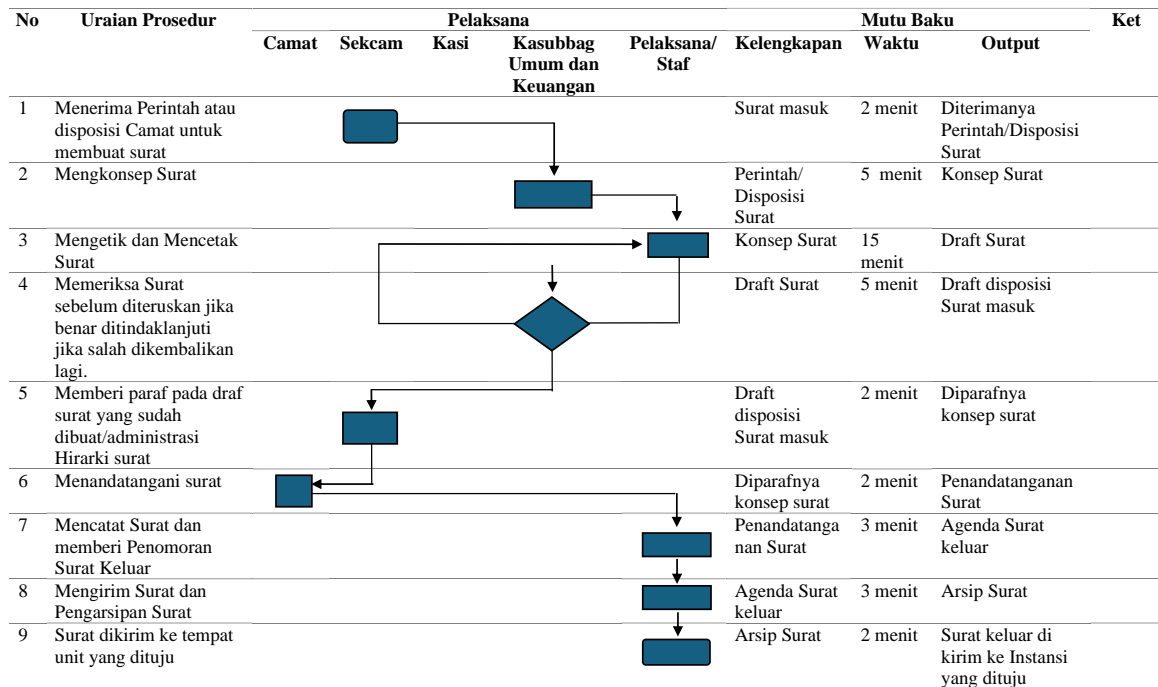 No Uraian Prosedur Pelaksana Mutu Baku Ket
Camat Sekcam Kasi Kasubbag Umum dan Keuangan Pelaksana/ Staf Kelengkapan Waktu Output
1 Menerima Perintah atau disposisi Camat untuk membuat surat Surat masuk 2 menit Diterimanya Perintah/Disposisi Surat
2 Mengkonsep Surat Perintah/ Disposisi Surat 5 menit Konsep Surat
3 Mengetik dan Mencetak Surat Konsep Surat 15 menit Draft Surat
4 Memeriksa Surat sebelum diteruskan jika benar ditindaklanjuti jika salah dikembalikan lagi. Draft Surat 5 menit Draft disposisi Surat masuk
5 Memberi paraf pada draf surat yang sudah dibuat/administrasi Hirarki surat Draft disposisi Surat masuk 2 menit Diparafnya konsep surat
6 Menandatangani surat Diparafnya konsep surat 2 menit Penandatanganan Surat
7 Mencatat Surat dan memberi Penomoran Surat Keluar Penandatanga nan Surat 3 menit Agenda Surat keluar
8 Mengirim Surat dan Pengarsipan Surat Agenda Surat keluar 3 menit Arsip Surat
9 Surat dikirim ke tempat unit yang dituju Arsip Surat 2 menit Surat keluar di kirim ke Instansi yang dituju